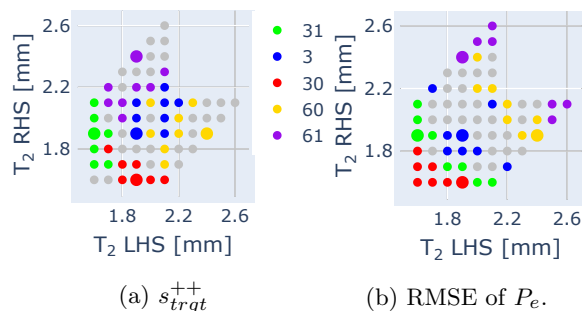 2.6
2.2
1.8
T₂ RHS [mm]
1.8 2.2 2.6
T₂ LHS [mm]
31
3
30
60
61
2.6
2.2
1.8
T₂ RHS [mm]
1.8 2.2 2.6
T₂ LHS [mm]
(a) $s_{trgt}^{++}$
(b) RMSE of $P_e$.